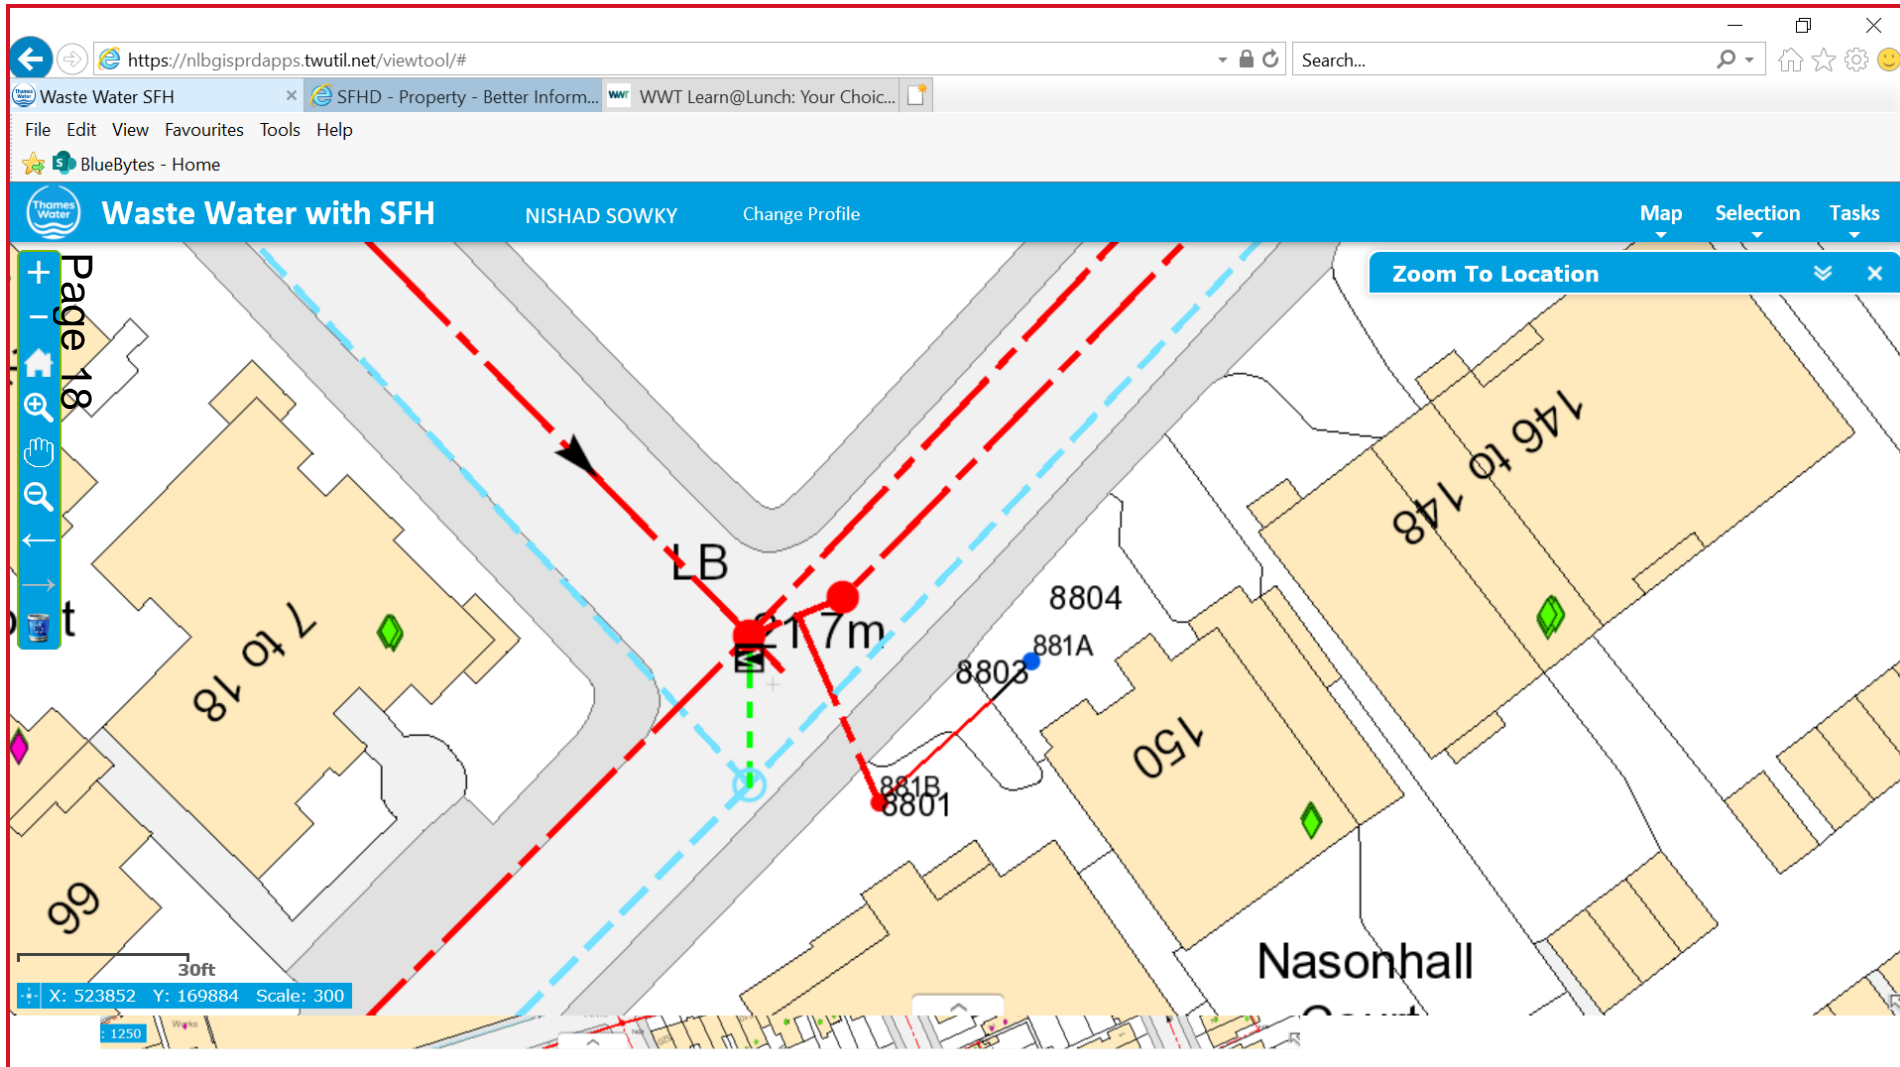 https://nlbgisprdapps.twutil.net/viewtool/#
Search...
Waste Water SFH
SFHD - Property - Better Inform...
WWT Learn@Lunch: Your Choic...
File Edit View Favourites Tools Help
BlueBytes - Home
Thames Water
Waste Water with SFH
NISHAD SOWKY
Change Profile
Map
Selection
Tasks
Zoom To Location
Page 18
146 to 148
LB
8804
21.7m
881A
8803
7 to 18
150
881B
8801
66
Nasonhall
Court
30ft
X: 523852 Y: 169884 Scale: 300
: 1250
Works